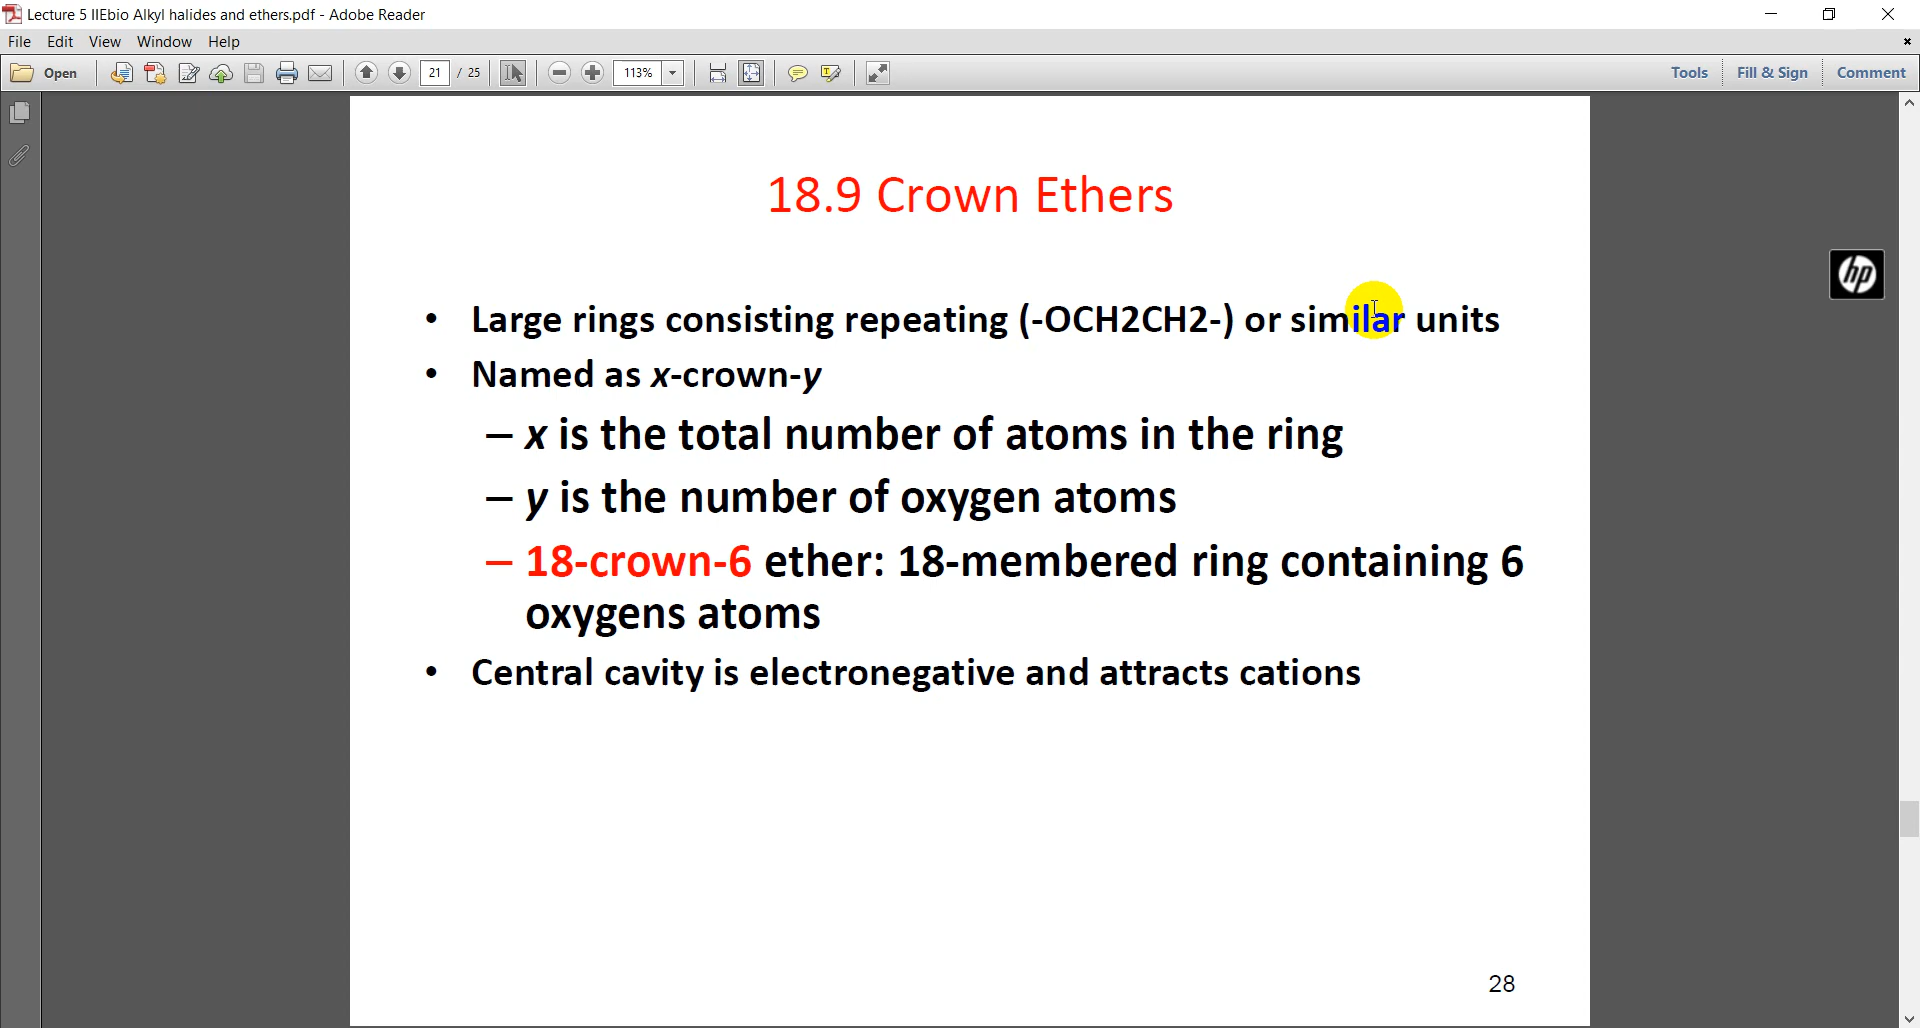 Lecture 5 IIEbio Alkyl halides and ethers.pdf - Adobe Reader
File Edit View Window Help
Open 21 / 25 113% Tools Fill & Sign Comment
18.9 Crown Ethers
hp
• Large rings consisting repeating (-OCH2CH2-) or similar units
• Named as x-crown-y
– x is the total number of atoms in the ring
– y is the number of oxygen atoms
– 18-crown-6 ether: 18-membered ring containing 6
oxygens atoms
• Central cavity is electronegative and attracts cations
28